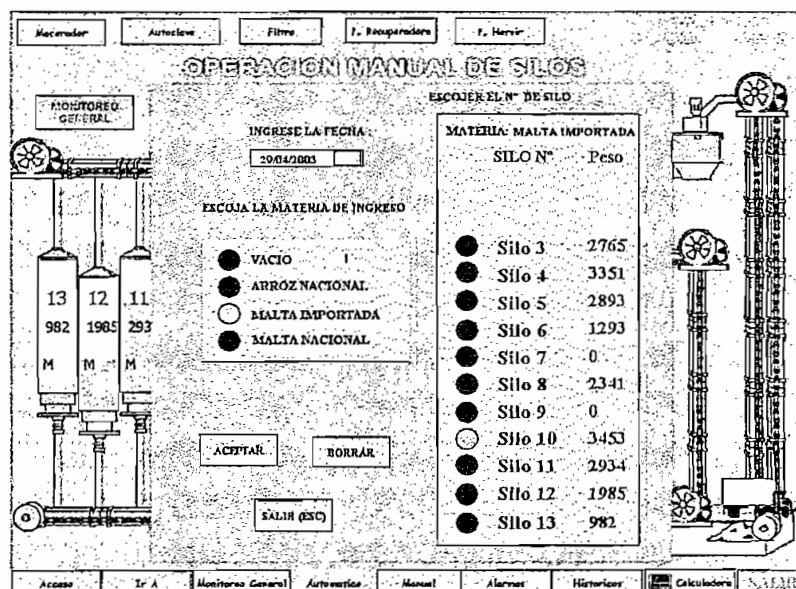 Macerador Autoclave Filtro P. Recuperadora P. Hervir
OPERACION MANUAL DE SILOS
MONITOREO GENERAL
ESCOJER EL Nº DE SILO :
INGRESE LA FECHA :
29/04/2003
ESCOJA LA MATERIA DE INGRESO
VACIO
ARROZ NACIONAL
MALTA IMPORTADA
MALTA NACIONAL
MATERIA: MALTA IMPORTADA
SILO Nº Peso
Silo 3 2765
Silo 4 3351
Silo 5 2893
Silo 6 1293
Silo 7 0
Silo 8 2341
Silo 9 0
Silo 10 3453
Silo 11 2934
Silo 12 1985
Silo 13 982
13 12 11
982 1985 293
M M M
ACEPTAR BORRAR
SALIR (ESC)
Acceso Ir A Monitoreo General Automatico Manual Alarmas Historicos Calculadora SALIR